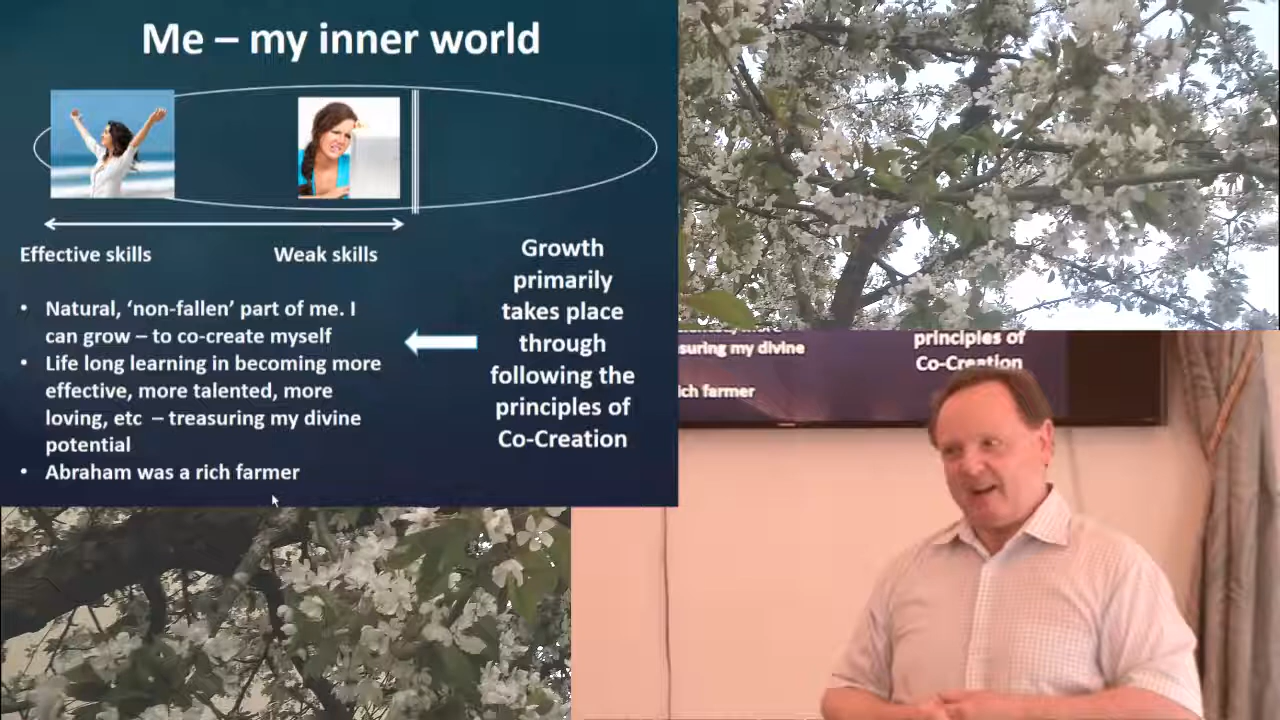 Me – my inner world
Effective skills
Weak skills
Growth
primarily
takes place
through
following the
principles of
Co-Creation
• Natural, ‘non-fallen’ part of me. I
can grow – to co-create myself
• Life long learning in becoming more
effective, more talented, more
loving, etc – treasuring my divine
potential
• Abraham was a rich farmer
principles of
suring my divine
Co-Creation
ich farmer